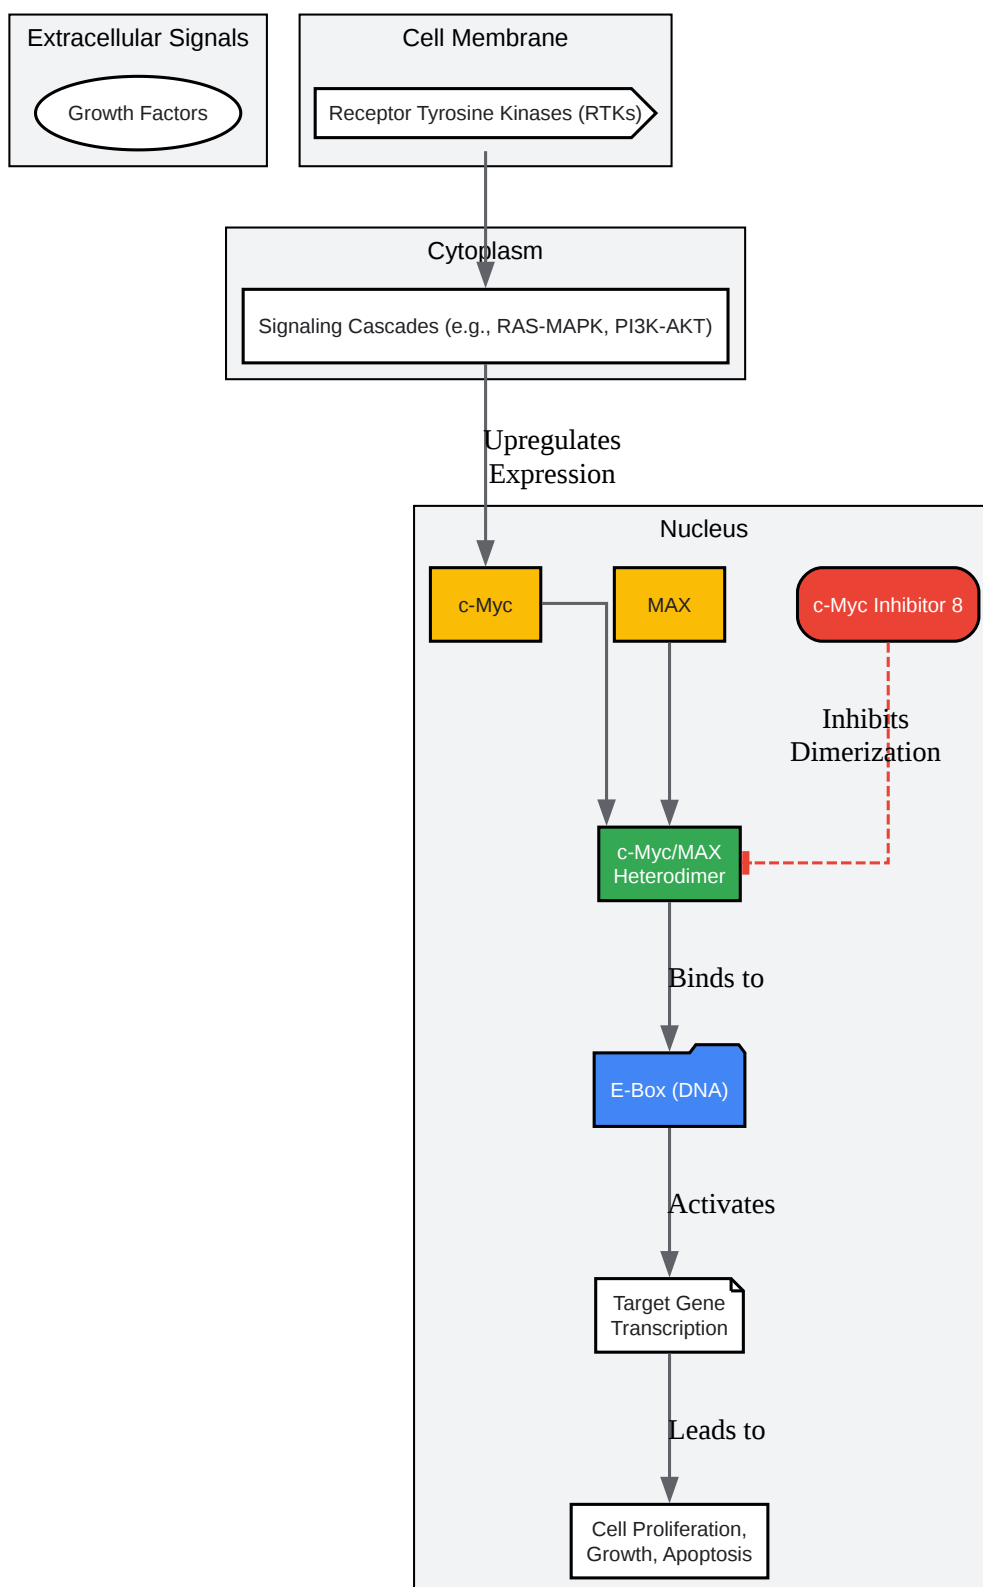 Extracellular Signals
Growth Factors
Cell Membrane
Receptor Tyrosine Kinases (RTKs)
Cytoplasm
Signaling Cascades (e.g., RAS-MAPK, PI3K-AKT)
Upregulates
Expression
Nucleus
c-Myc
MAX
c-Myc Inhibitor 8
Inhibits
Dimerization
c-Myc/MAX
Heterodimer
Binds to
E-Box (DNA)
Activates
Target Gene
Transcription
Leads to
Cell Proliferation,
Growth, Apoptosis